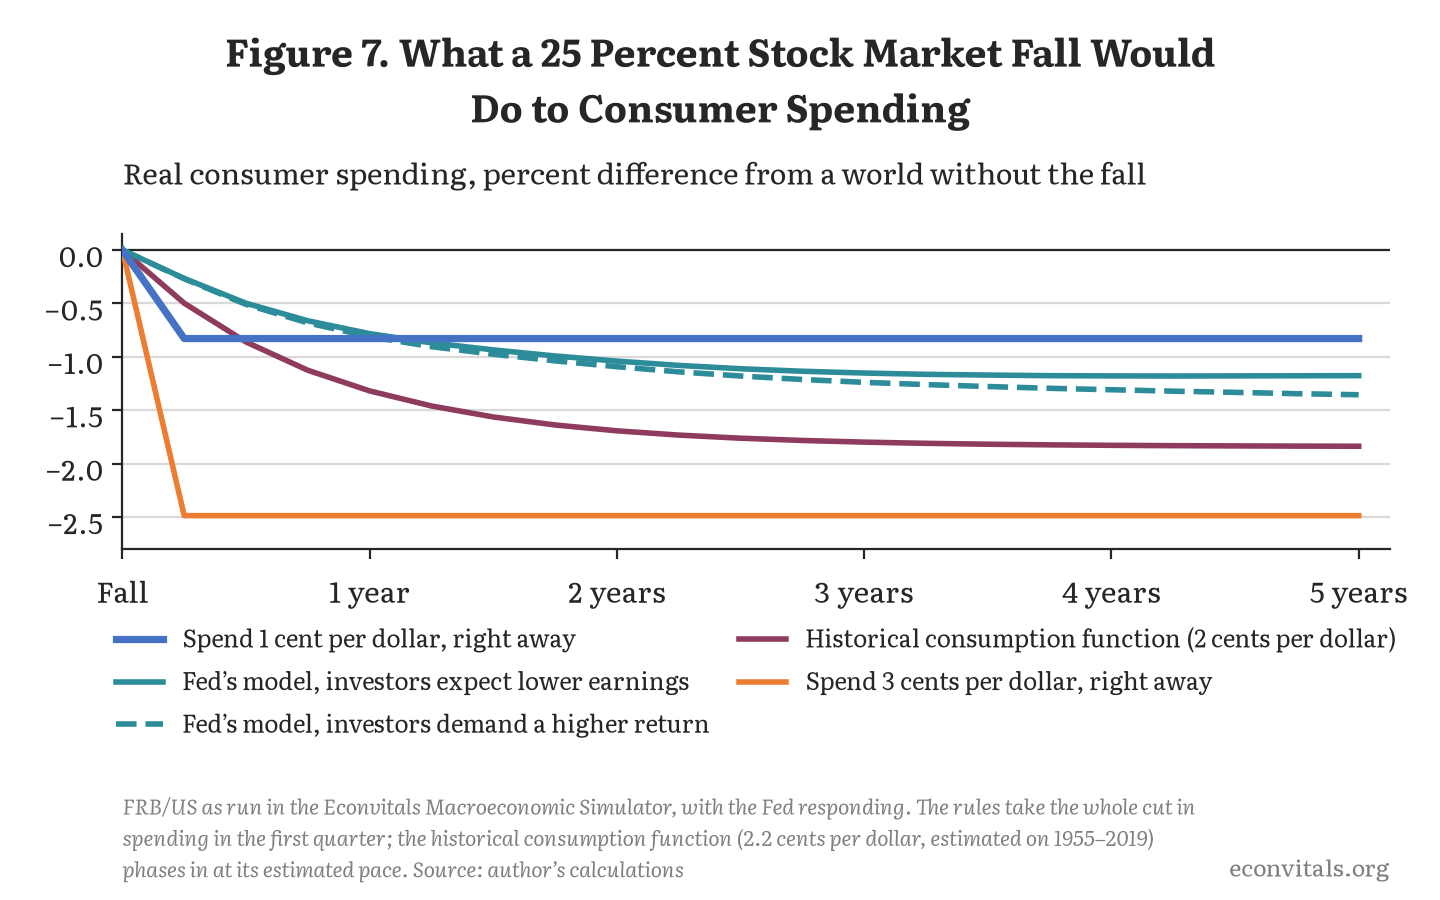 Figure 7. What a 25 Percent Stock Market Fall Would
Do to Consumer Spending
Real consumer spending, percent difference from a world without the fall
0.0
−0.5
−1.0
−1.5
−2.0
−2.5
Fall
1 year
2 years
3 years
4 years
5 years
Spend 1 cent per dollar, right away
Fed’s model, investors expect lower earnings
Fed’s model, investors demand a higher return
Historical consumption function (2 cents per dollar)
Spend 3 cents per dollar, right away
FRB/US as run in the Econvitals Macroeconomic Simulator, with the Fed responding. The rules take the whole cut in
spending in the first quarter; the historical consumption function (2.2 cents per dollar, estimated on 1955–2019)
phases in at its estimated pace. Source: author’s calculations
econvitals.org